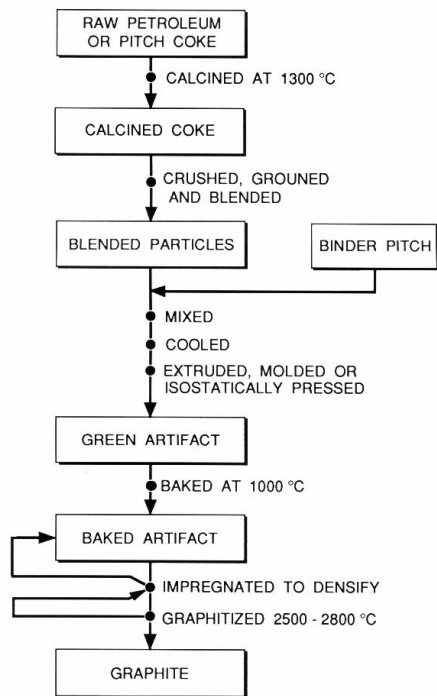 RAW PETROLEUM
OR PITCH COKE
CALCINED AT 1300 °C
CALCINED COKE
CRUSHED, GROUNED
AND BLENDED
BLENDED PARTICLES
BINDER PITCH
MIXED
COOLED
EXTRUDED, MOLDED OR
ISOSTATICALLY PRESSED
GREEN ARTIFACT
BAKED AT 1000 °C
BAKED ARTIFACT
IMPREGNATED TO DENSIFY
GRAPHITIZED 2500 - 2800 °C
GRAPHITE